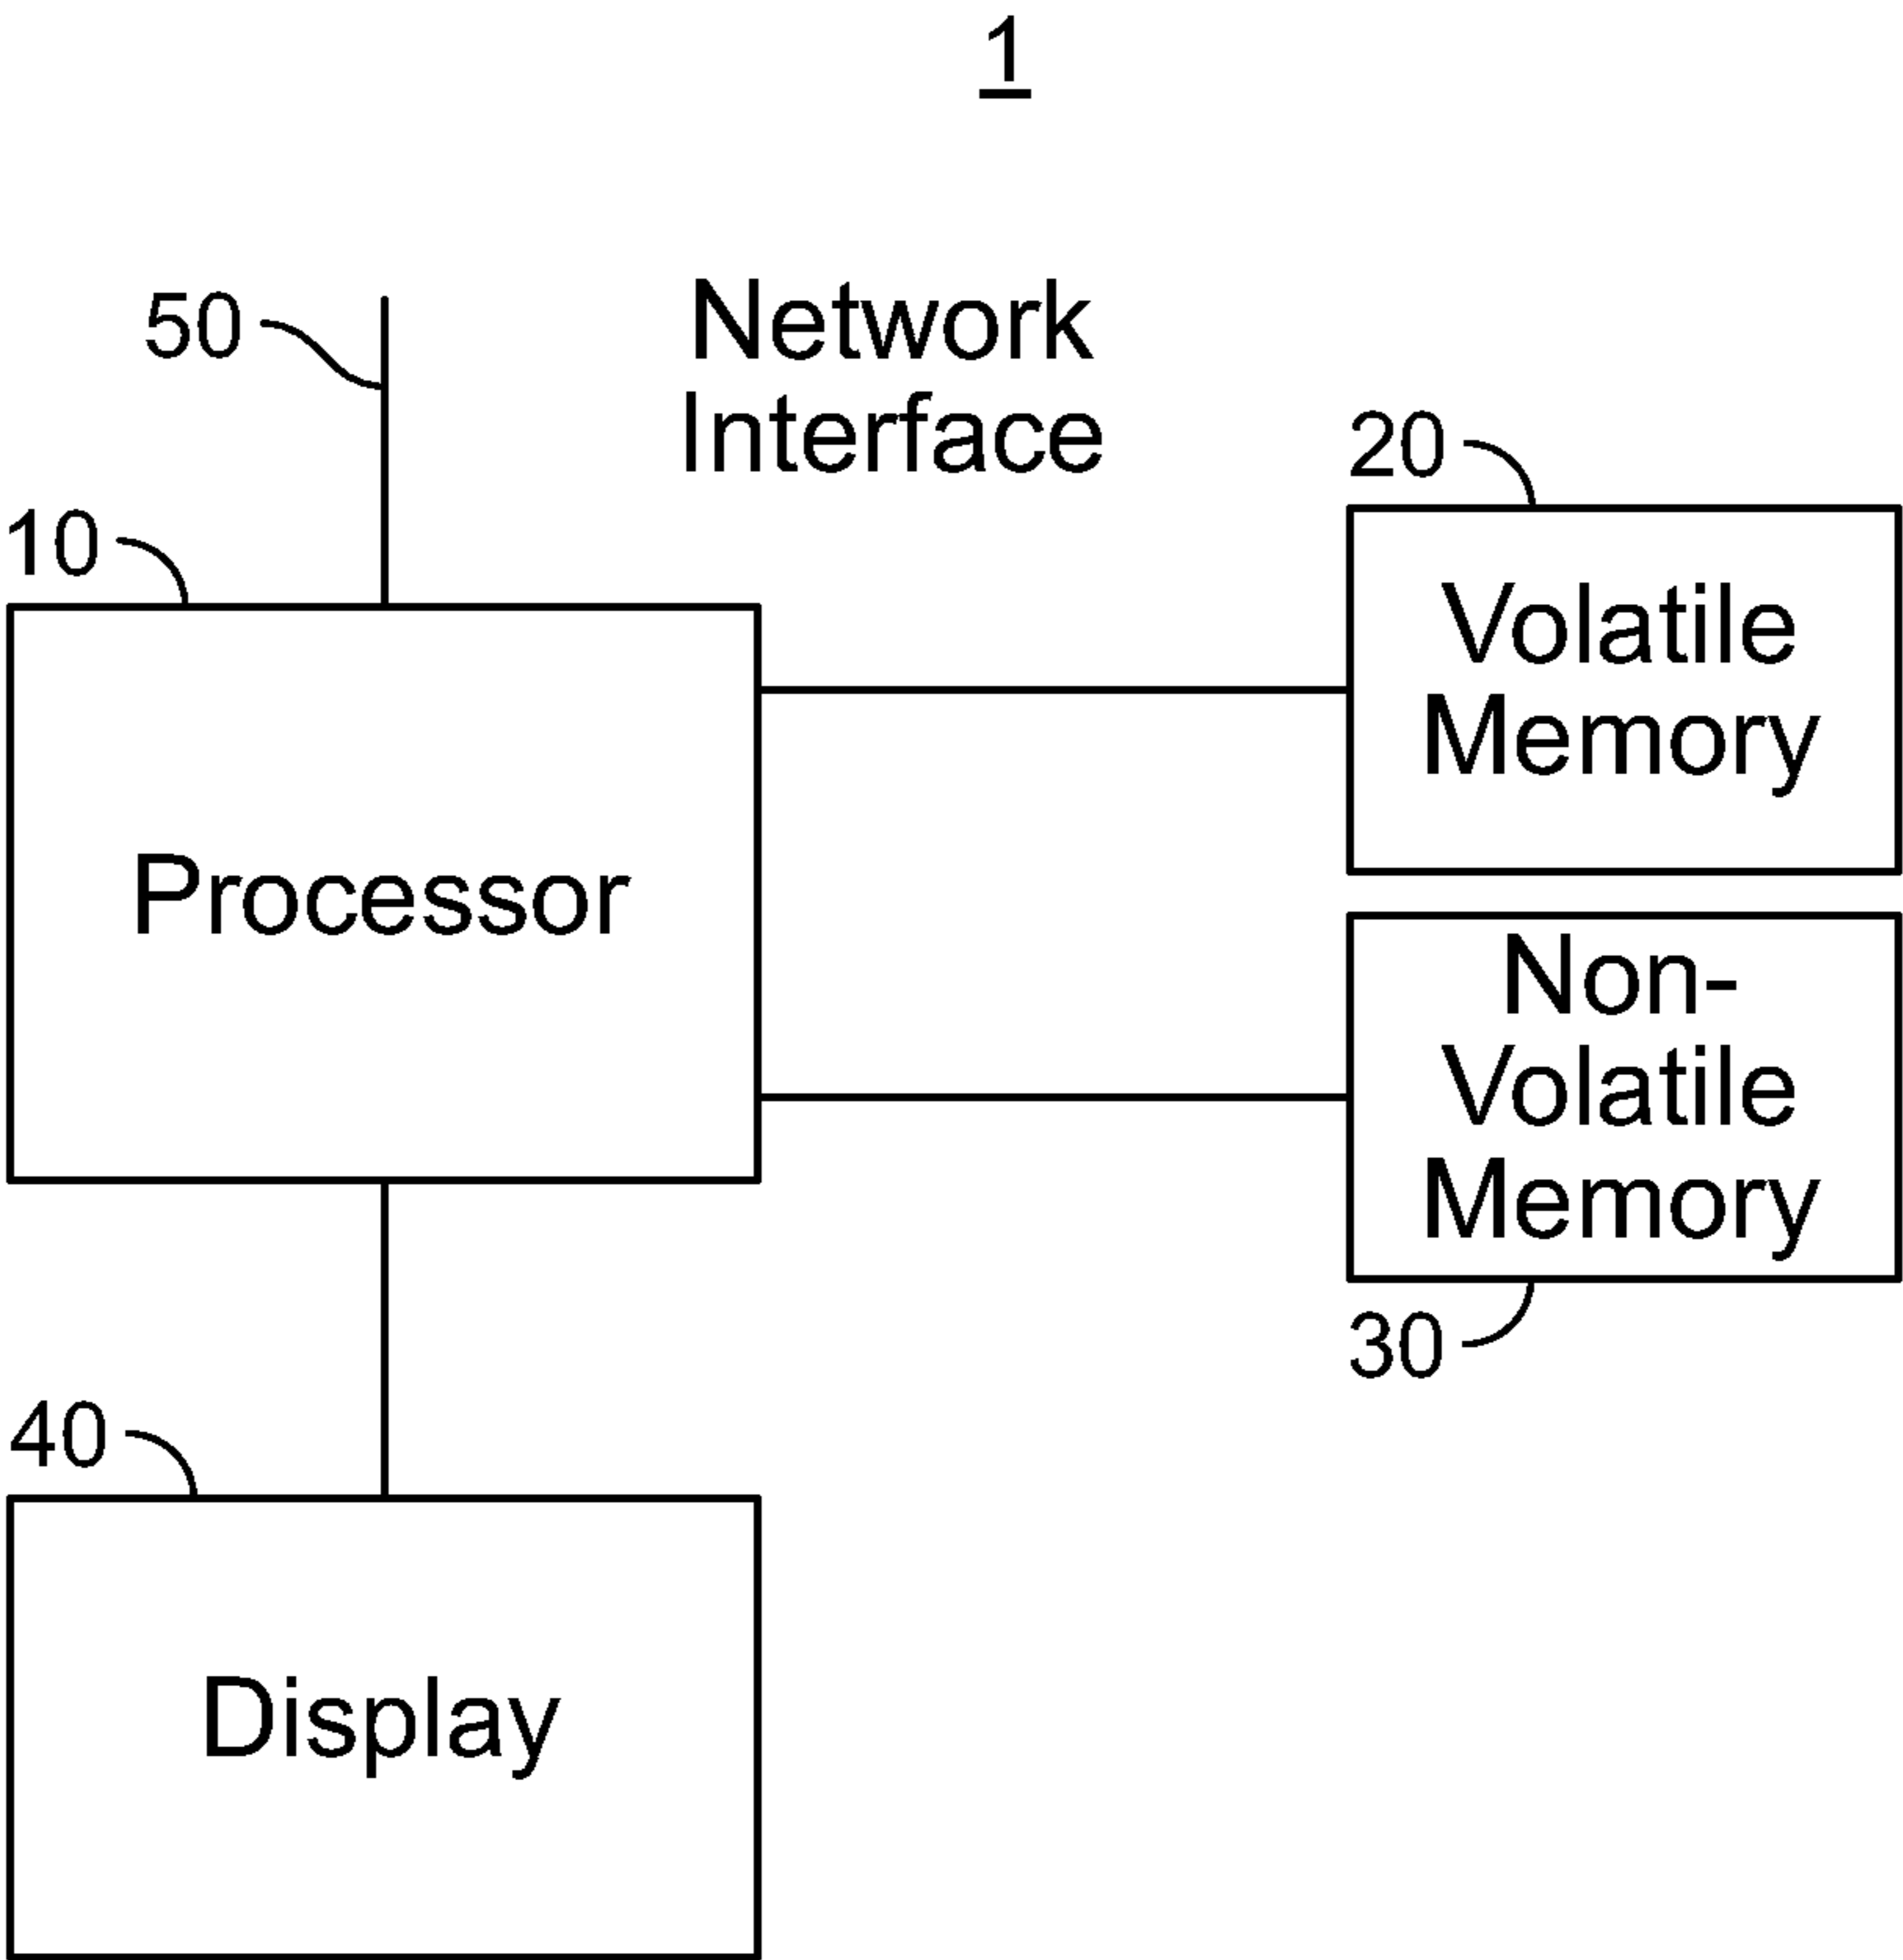 1
50
Network
Interface
20
10
Volatile
Memory
Processor
Non-
Volatile
Memory
30
40
Display